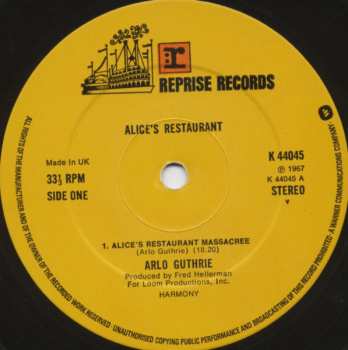 r
REPRISE RECORDS
ALICE'S RESTAURANT
Made in UK
33⅓ RPM
SIDE ONE
K 44045
℗ 1967
K 44045 A
STEREO
1. ALICE'S RESTAURANT MASSACREE
(Arlo Guthrie) (18.20)
ARLO GUTHRIE
Produced by Fred Hellerman
For Loom Productions, Inc.
HARMONY
ALL RIGHTS OF THE MANUFACTURER AND OF THE OWNER OF THE RECORDED WORK RESERVED UNAUTHORISED COPYING PUBLIC PERFORMANCE AND BROADCASTING OF THIS RECORD PROHIBITED • A WARNER COMMUNICATIONS COMPANY